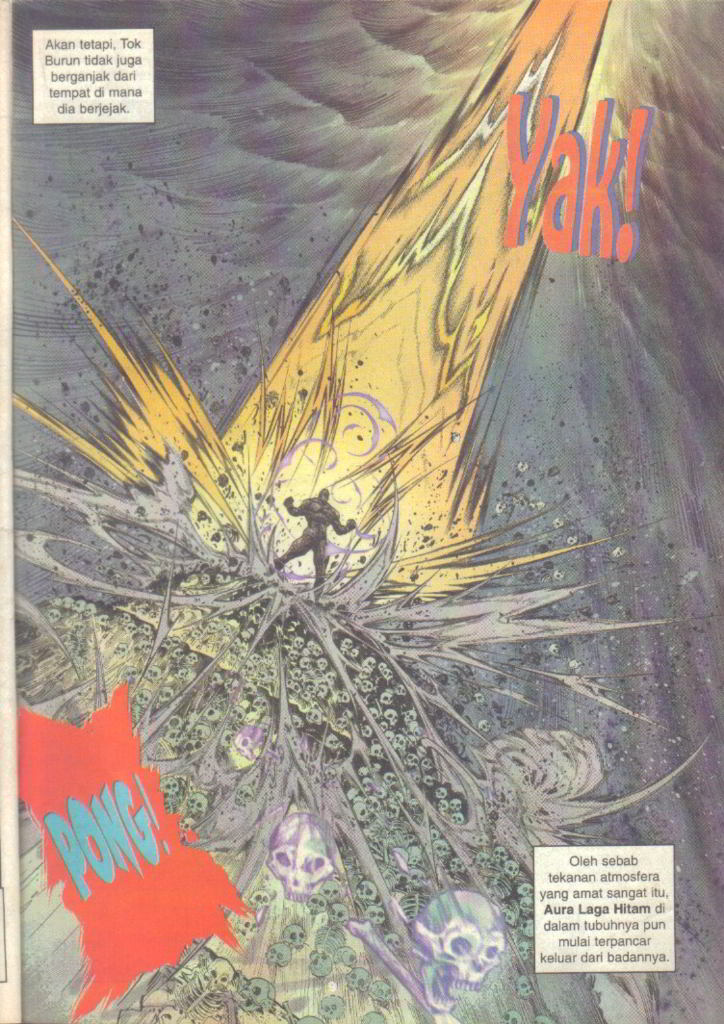 Akan tetapi, Tok
Burun tidak juga
berganjak dari
tempat di mana
dia berjejak.
Yak!
PONG!
Oleh sebab
tekanan atmosfera
yang amat sangat itu,
Aura Laga Hitam di
dalam tubuhnya pun
mulai terpancar
keluar dari badannya.
9